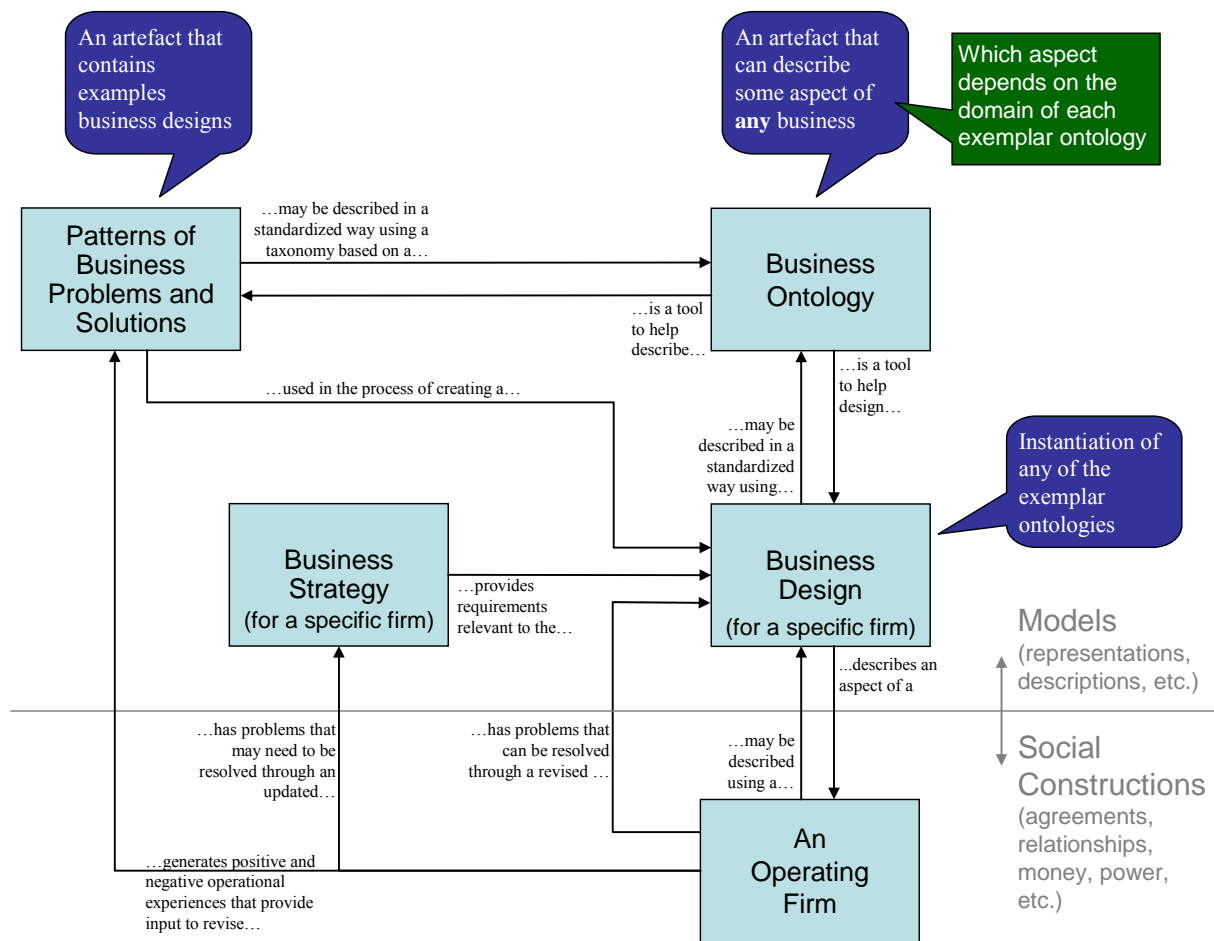 An artefact that
contains
examples
business designs
An artefact that
can describe
some aspect of
any business
Which aspect
depends on the
domain of each
exemplar ontology
Patterns of
Business
Problems and
Solutions
…may be described in a
standardized way using a
taxonomy based on a…
Business
Ontology
…is a tool
to help
describe…
…used in the process of creating a…
…is a tool
to help
design…
…may be
described in a
standardized
way using…
Instantiation of
any of the
exemplar
ontologies
Business
Strategy
(for a specific firm)
…provides
requirements
relevant to the…
Business
Design
(for a specific firm)
Models
(representations,
descriptions, etc.)
...describes an
aspect of a
…has problems that
may need to be
resolved through an
updated…
…has problems that
can be resolved
through a revised …
…may be
described
using a…
Social
Constructions
(agreements,
relationships,
money, power,
etc.)
An
Operating
Firm
…generates positive and
negative operational
experiences that provide
input to revise…